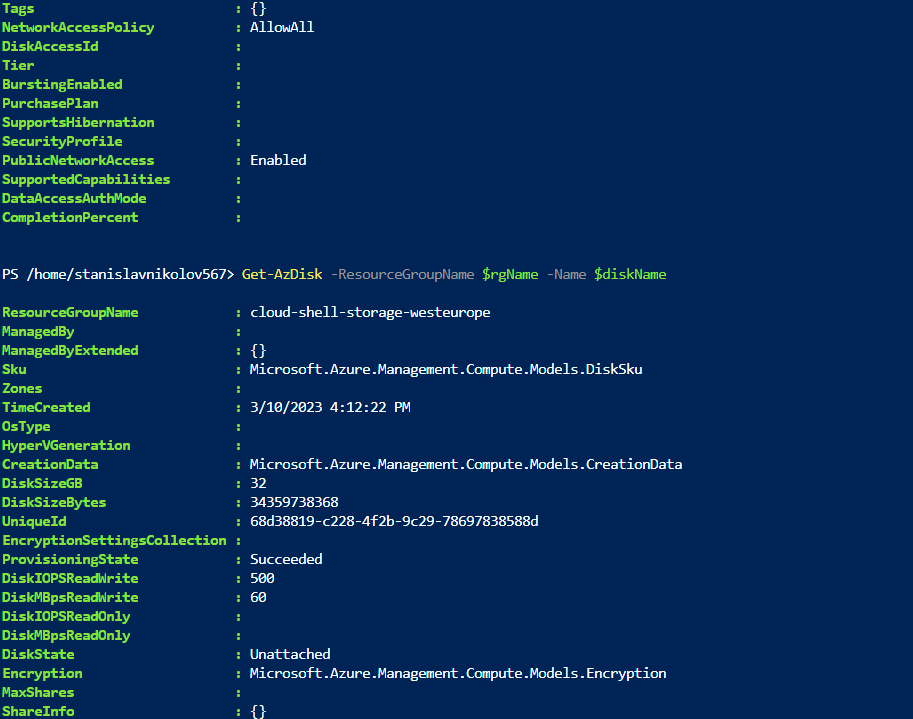 Tags : {}
NetworkAccessPolicy : AllowAll
DiskAccessId :
Tier :
BurstingEnabled :
PurchasePlan :
SupportsHibernation :
SecurityProfile :
PublicNetworkAccess : Enabled
SupportedCapabilities :
DataAccessAuthMode :
CompletionPercent :
PS /home/stanislavnikolov567> Get-AzDisk -ResourceGroupName $rgName -Name $diskName
ResourceGroupName : cloud-shell-storage-westeurope
ManagedBy :
ManagedByExtended : {}
Sku : Microsoft.Azure.Management.Compute.Models.DiskSku
Zones :
TimeCreated : 3/10/2023 4:12:22 PM
OsType :
HyperVGeneration :
CreationData : Microsoft.Azure.Management.Compute.Models.CreationData
DiskSizeGB : 32
DiskSizeBytes : 34359738368
UniqueId : 68d38819-c228-4f2b-9c29-78697838588d
EncryptionSettingsCollection :
ProvisioningState : Succeeded
DiskIOPSReadWrite : 500
DiskMBpsReadWrite : 60
DiskIOPSReadOnly :
DiskMBpsReadOnly :
DiskState : Unattached
Encryption : Microsoft.Azure.Management.Compute.Models.Encryption
MaxShares :
ShareInfo : {}